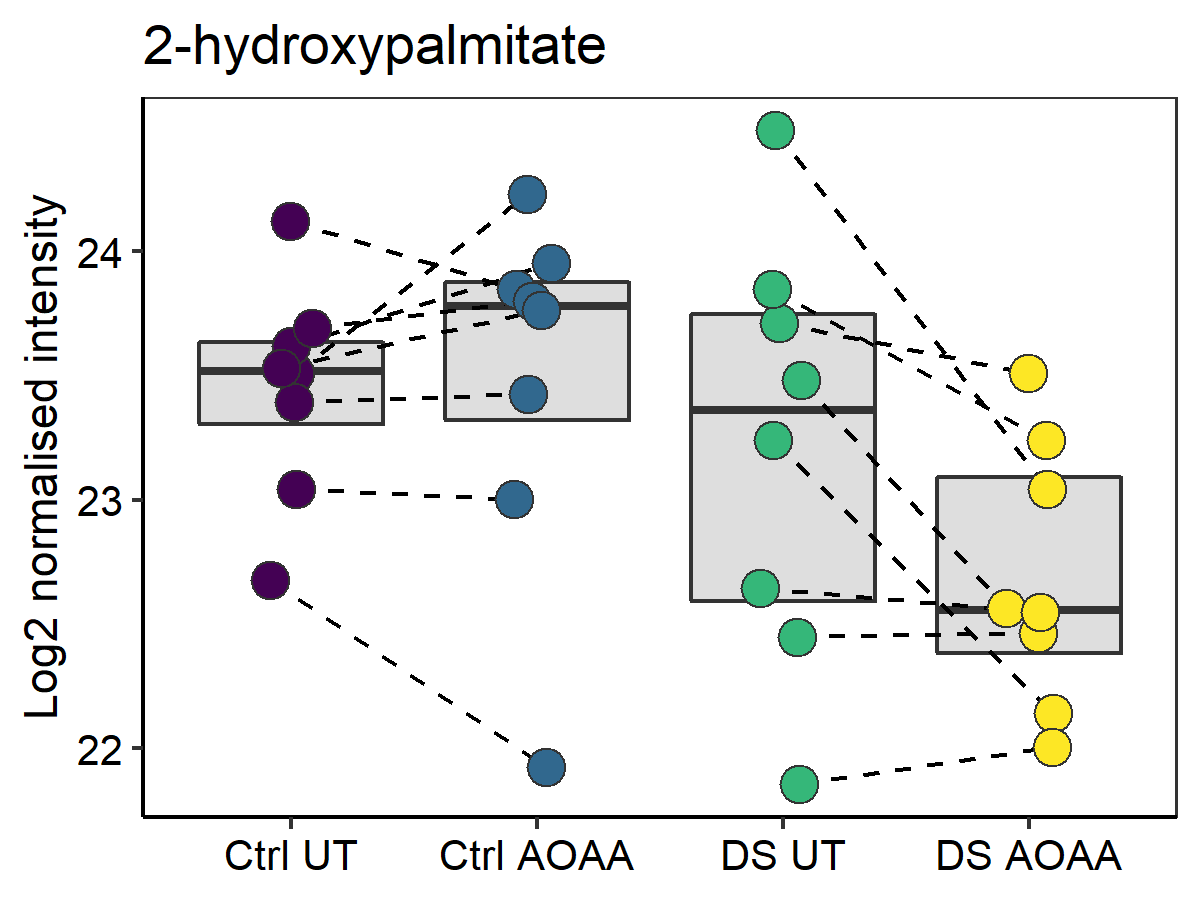 2-hydroxypalmitate
Log2 normalised intensity
24
23
22
Ctrl UT
Ctrl AOAA
DS UT
DS AOAA